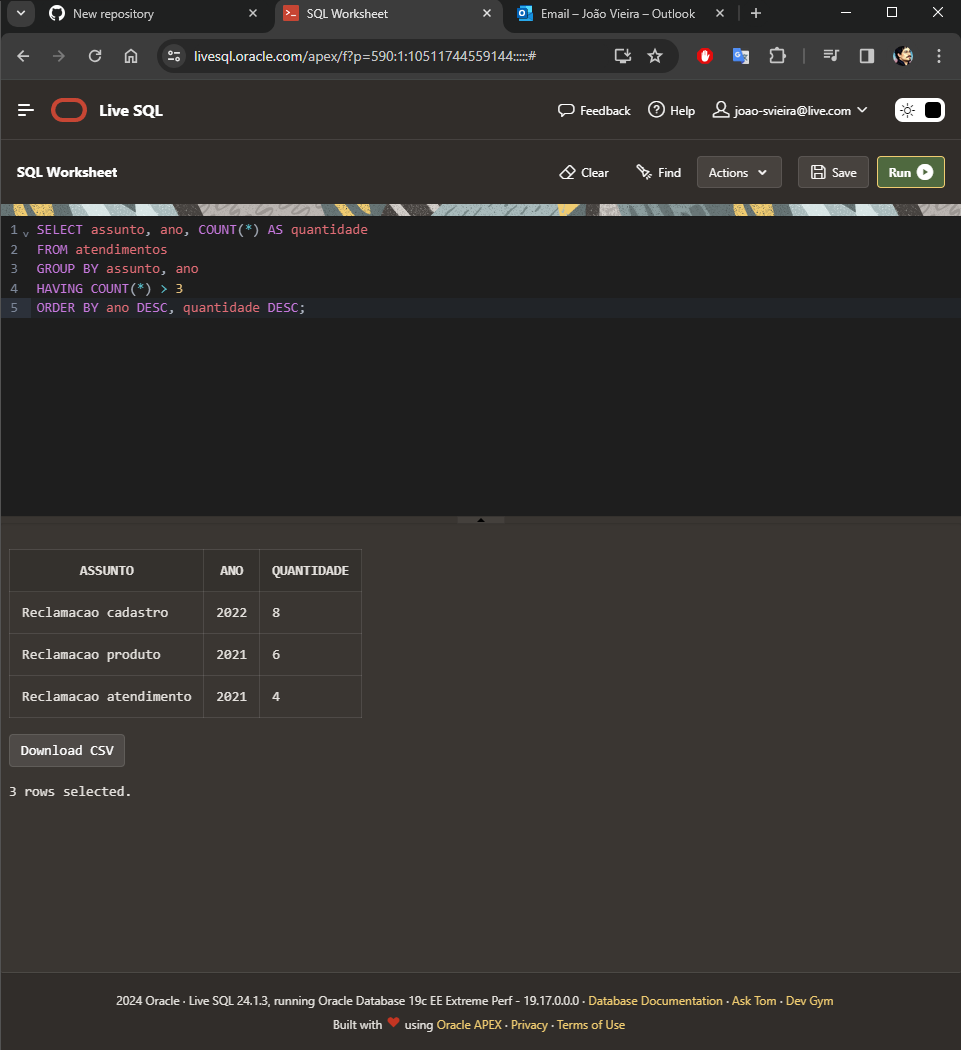 New repository
SQL Worksheet
Email – João Vieira – Outlook
livesql.oracle.com/apex/f?p=590:1:10511744559144:::::#
Live SQL
Feedback
Help
joao-svieira@live.com
SQL Worksheet
Clear
Find
Actions
Save
Run
1 SELECT assunto, ano, COUNT(*) AS quantidade
2 FROM atendimentos
3 GROUP BY assunto, ano
4 HAVING COUNT(*) > 3
5 ORDER BY ano DESC, quantidade DESC;
ASSUNTO ANO QUANTIDADE
Reclamacao cadastro 2022 8
Reclamacao produto 2021 6
Reclamacao atendimento 2021 4
Download CSV
3 rows selected.
2024 Oracle · Live SQL 24.1.3, running Oracle Database 19c EE Extreme Perf - 19.17.0.0.0 · Database Documentation · Ask Tom · Dev Gym
Built with ❤ using Oracle APEX · Privacy · Terms of Use